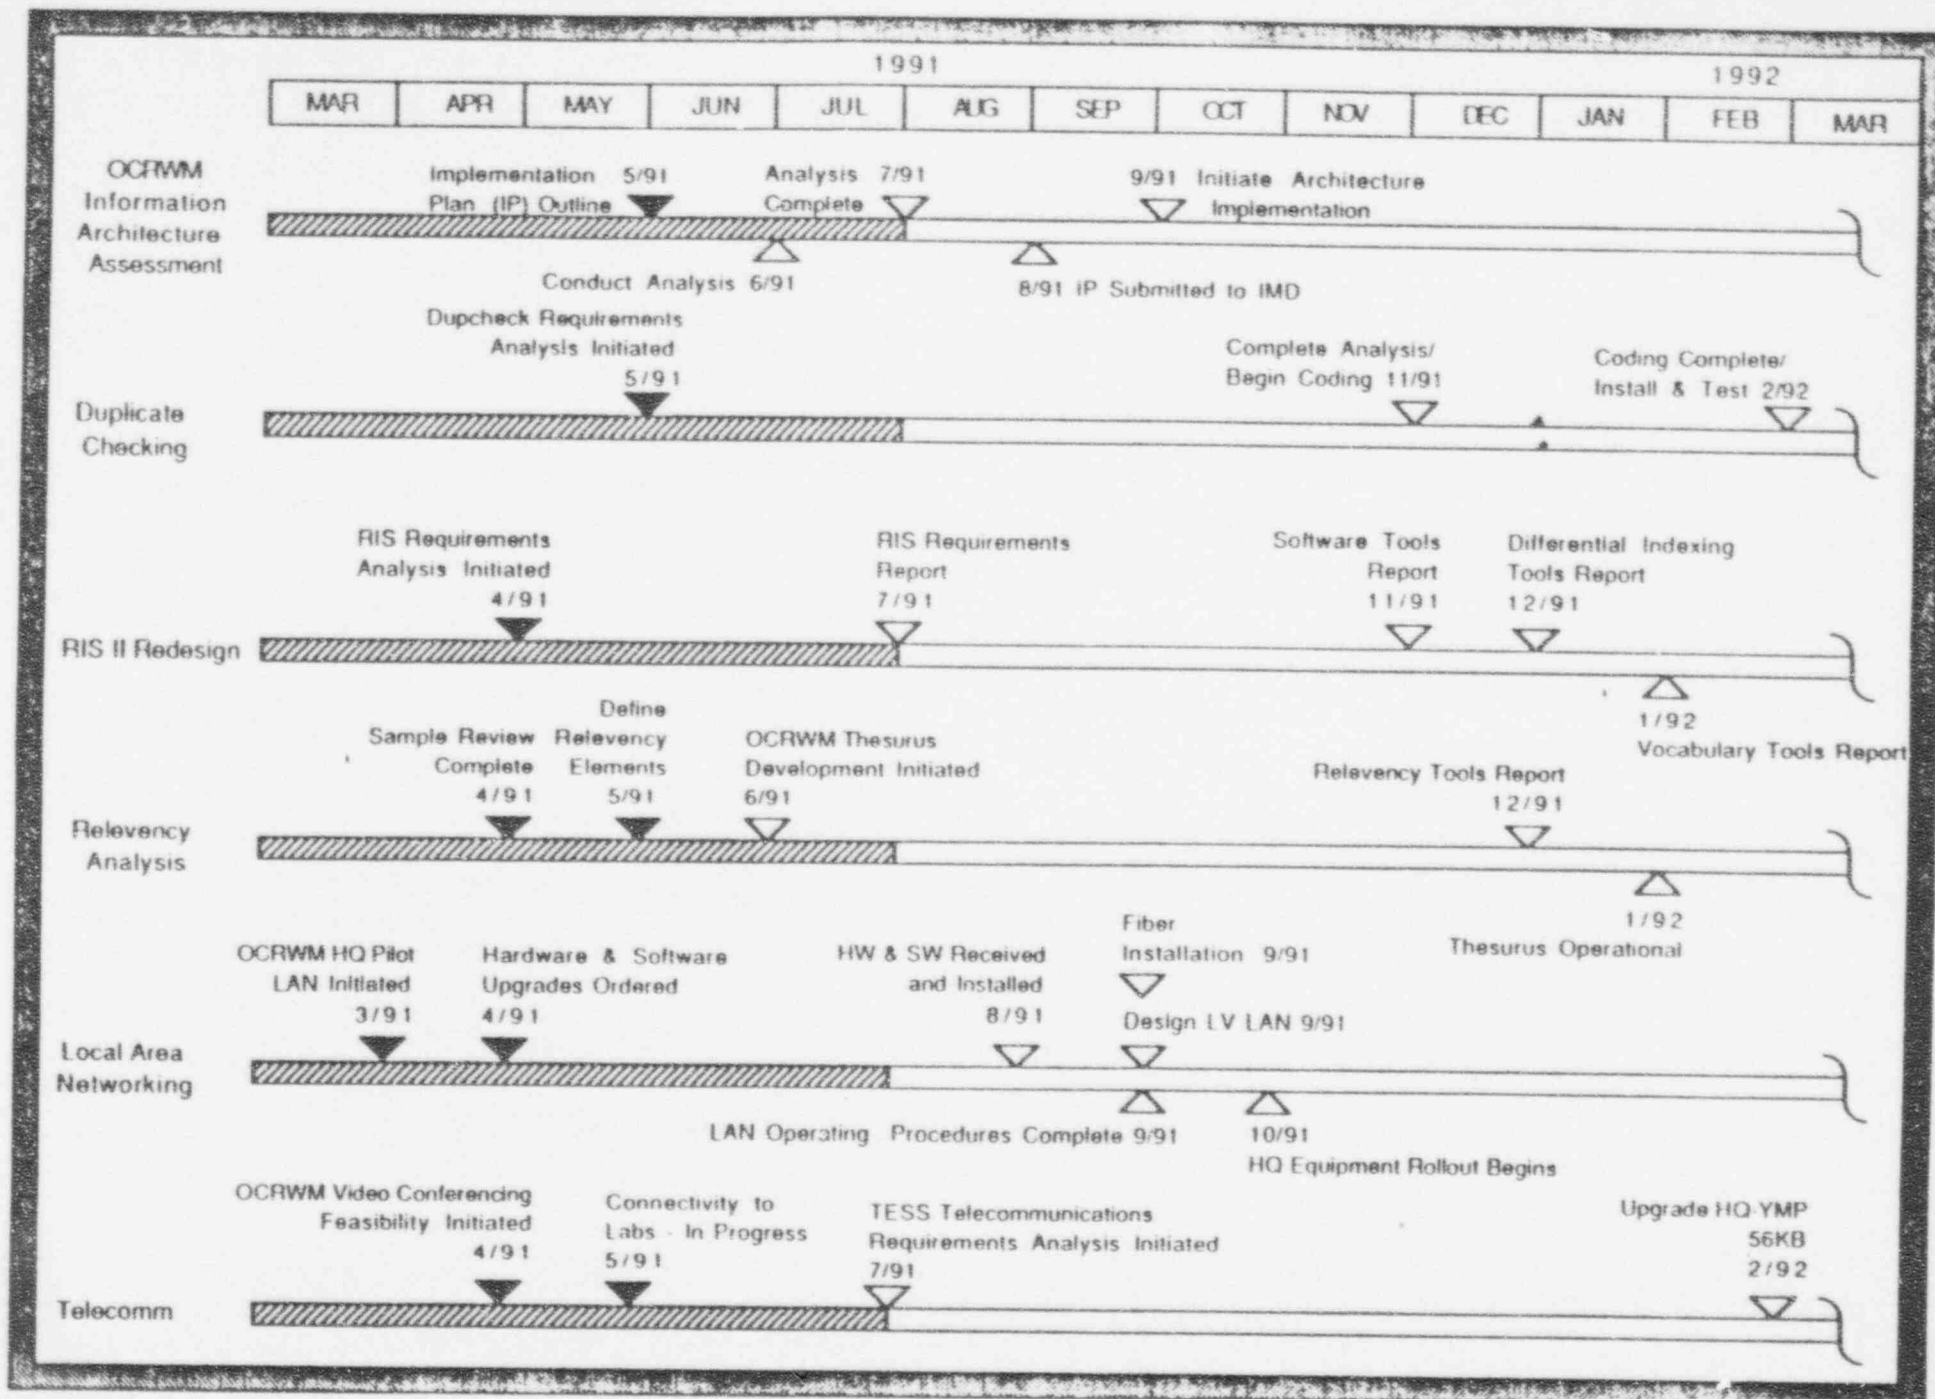 1991
1992
MAR APR MAY JUN JUL AUG SEP OCT NOV DEC JAN FEB MAR
OCRWM
Information
Architecture
Assessment
Implementation 5/91
Plan (IP) Outline
Analysis 7/91
Complete
9/91 Initiate Architecture
Implementation
Conduct Analysis 6/91
8/91 IP Submitted to IMD
Duplicate
Checking
Dupcheck Requirements
Analysis Initiated
5/91
Complete Analysis/
Begin Coding 11/91
Coding Complete/
Install & Test 2/92
RIS II Redesign
RIS Requirements
Analysis Initiated
4/91
RIS Requirements
Report
7/91
Software Tools
Report
11/91
Differential Indexing
Tools Report
12/91
1/92
Vocabulary Tools Report
Relevency
Analysis
Sample Review
Complete
4/91
Define
Relevency
Elements
5/91
OCRWM Thesurus
Development Initiated
6/91
Relevency Tools Report
12/91
1/92
Thesurus Operational
Local Area
Networking
OCRWM HQ Pilot
LAN Initiated
3/91
Hardware & Software
Upgrades Ordered
4/91
HW & SW Received
and Installed
8/91
Fiber
Installation 9/91
Design LV LAN 9/91
LAN Operating Procedures Complete 9/91
10/91
HQ Equipment Rollout Begins
Telecomm
OCRWM Video Conferencing
Feasibility Initiated
4/91
Connectivity to
Labs - In Progress
5/91
TESS Telecommunications
Requirements Analysis Initiated
7/91
Upgrade HQ-YMP
56KB
2/92